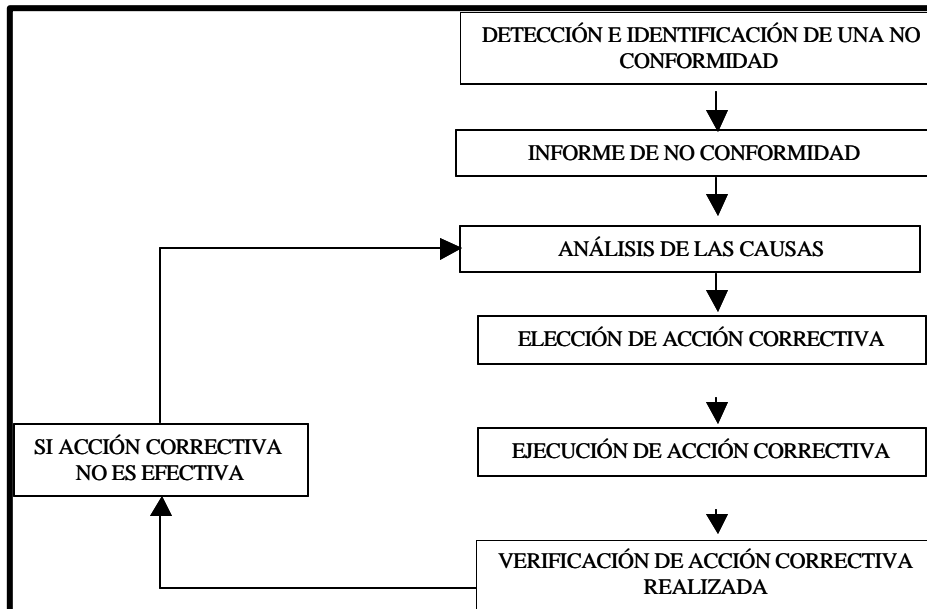 DETECCIÓN E IDENTIFICACIÓN DE UNA NO
CONFORMIDAD
INFORME DE NO CONFORMIDAD
ANÁLISIS DE LAS CAUSAS
ELECCIÓN DE ACCIÓN CORRECTIVA
SI ACCIÓN CORRECTIVA
NO ES EFECTIVA
EJECUCIÓN DE ACCIÓN CORRECTIVA
VERIFICACIÓN DE ACCIÓN CORRECTIVA
REALIZADA